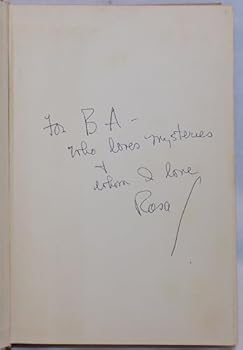 For B A -
who loves mysteries
+
whom I love
Rosa